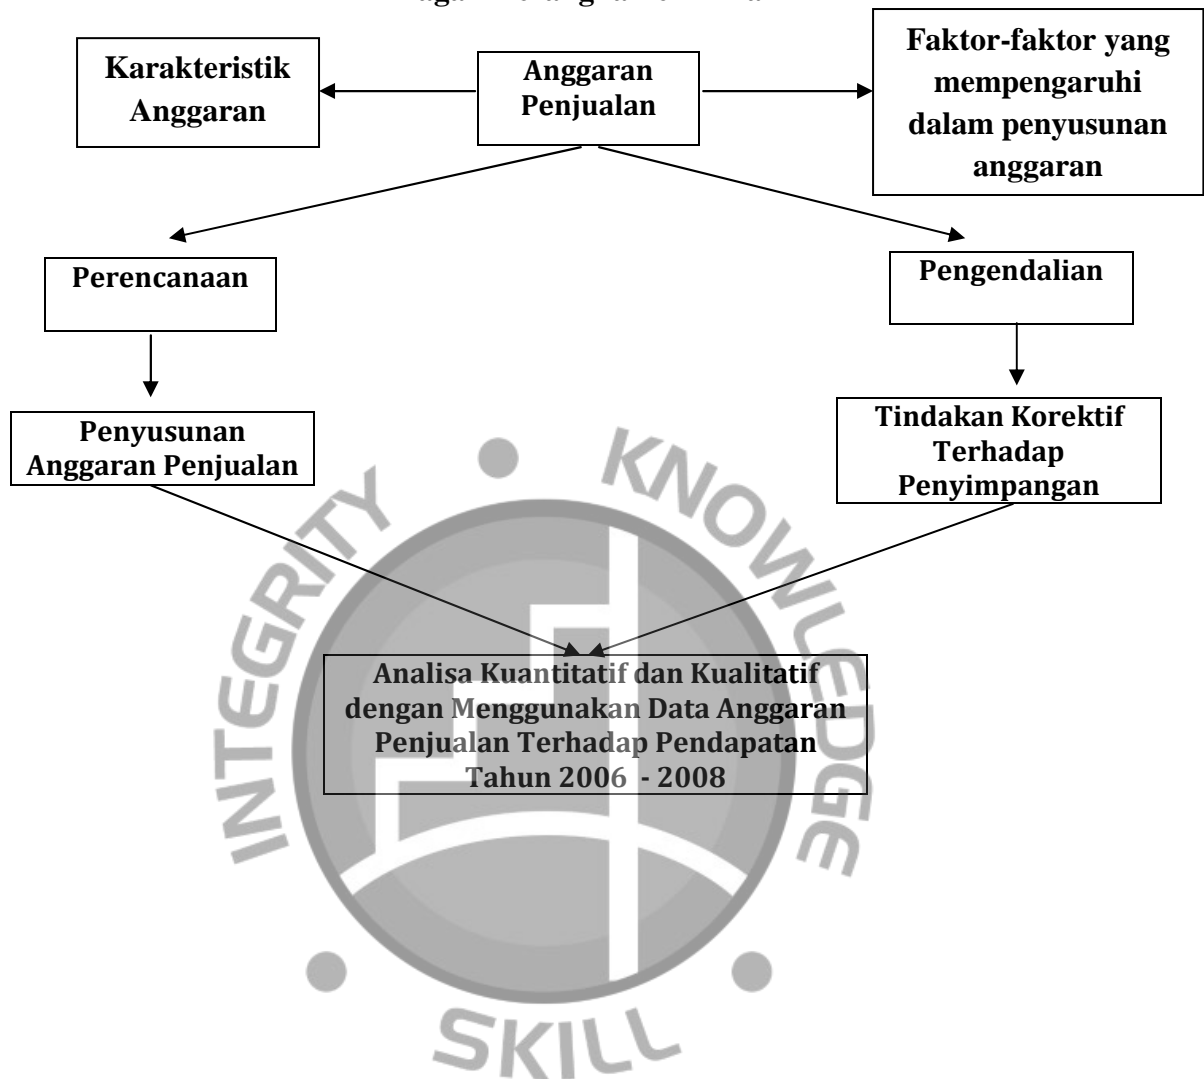 Karakteristik
Anggaran
Anggaran
Penjualan
Faktor-faktor yang
mempengaruhi
dalam penyusunan
anggaran
Perencanaan
Pengendalian
Penyusunan
Anggaran Penjualan
Tindakan Korektif
Terhadap
Penyimpangan
Analisa Kuantitatif dan Kualitatif
dengan Menggunakan Data Anggaran
Penjualan Terhadap Pendapatan
Tahun 2006 - 2008
INTEGRITY
KNOWLEDGE
SKILL